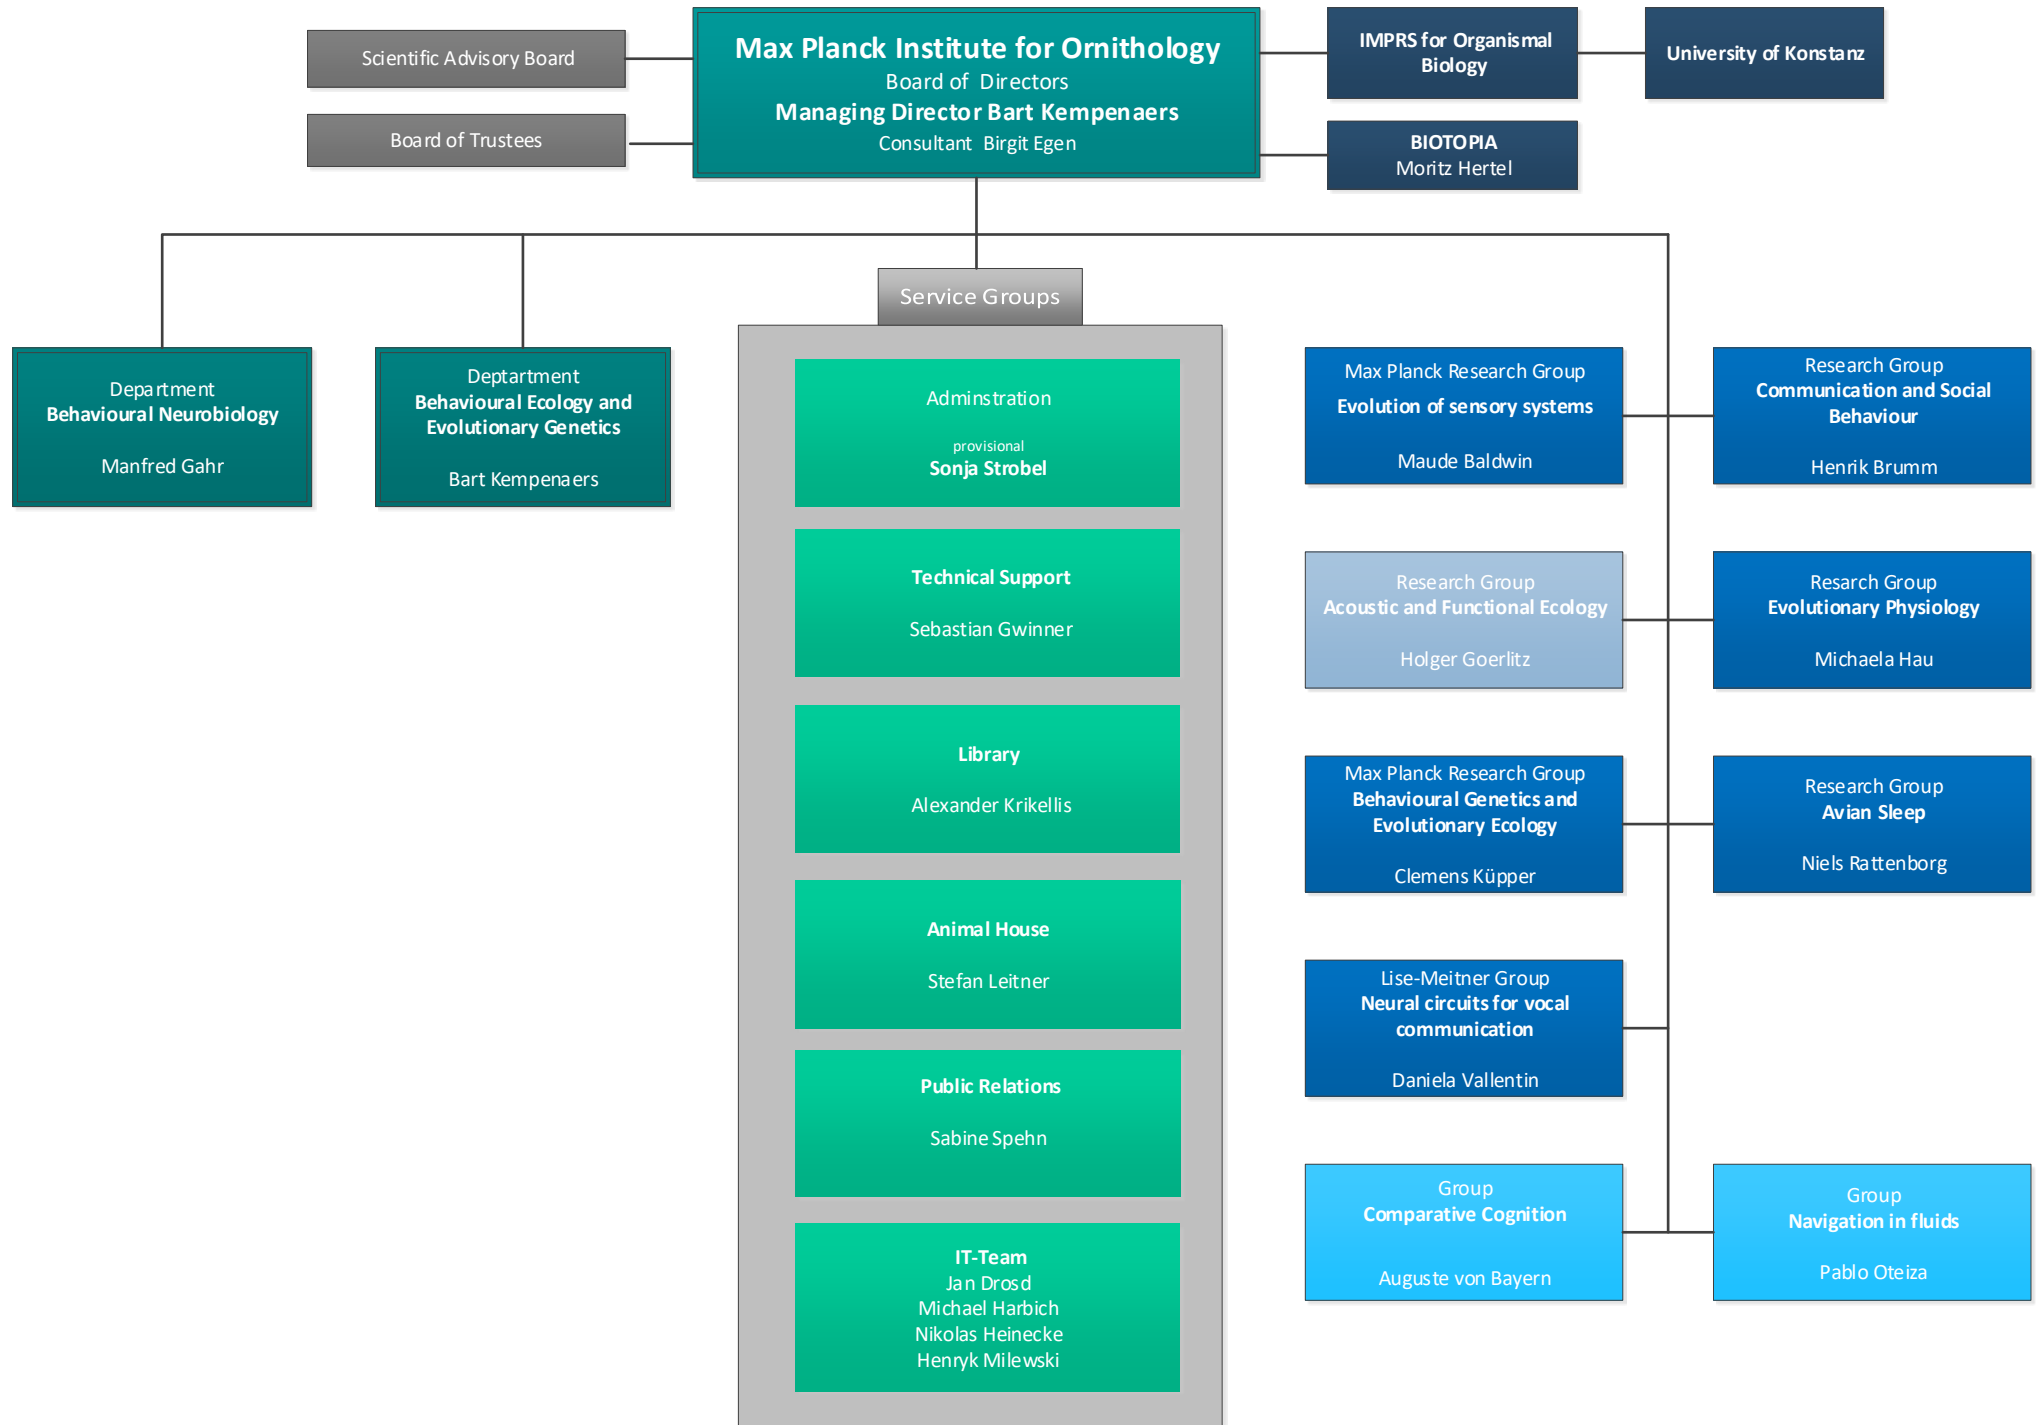 Scientific Advisory Board
Board of Trustees
Max Planck Institute for Ornithology
Board of Directors
Managing Director Bart Kempenaers
Consultant Birgit Egen
IMPRS for Organismal
Biology
University of Konstanz
BIOTOPIA
Moritz Hertel
Department
Behavioural Neurobiology
Manfred Gahr
Deptartment
Behavioural Ecology and
Evolutionary Genetics
Bart Kempenaers
Service Groups
Adminstration
provisional
Sonja Strobel
Technical Support
Sebastian Gwinner
Library
Alexander Krikellis
Animal House
Stefan Leitner
Public Relations
Sabine Spehn
IT-Team
Jan Drosd
Michael Harbich
Nikolas Heinecke
Henryk Milewski
Max Planck Research Group
Evolution of sensory systems
Maude Baldwin
Research Group
Communication and Social
Behaviour
Henrik Brumm
Research Group
Acoustic and Functional Ecology
Holger Goerlitz
Resarch Group
Evolutionary Physiology
Michaela Hau
Max Planck Research Group
Behavioural Genetics and
Evolutionary Ecology
Clemens Küpper
Research Group
Avian Sleep
Niels Rattenborg
Lise-Meitner Group
Neural circuits for vocal
communication
Daniela Vallentin
Group
Comparative Cognition
Auguste von Bayern
Group
Navigation in fluids
Pablo Oteiza